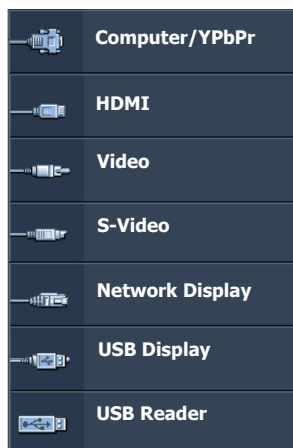 Computer/YPbPr
HDMI
Video
S-Video
Network Display
USB Display
USB Reader